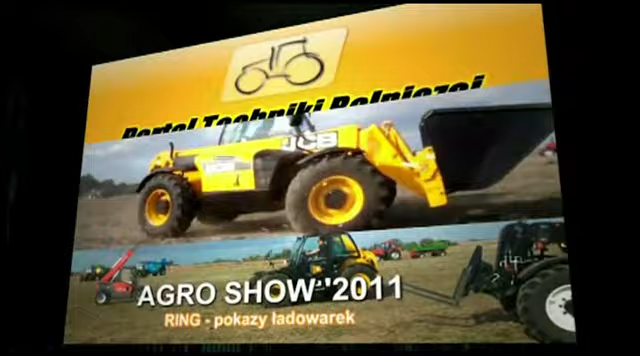 Portal Techniki Rolniczej
JCB
AGRO SHOW '2011
RING - pokazy ładowarek